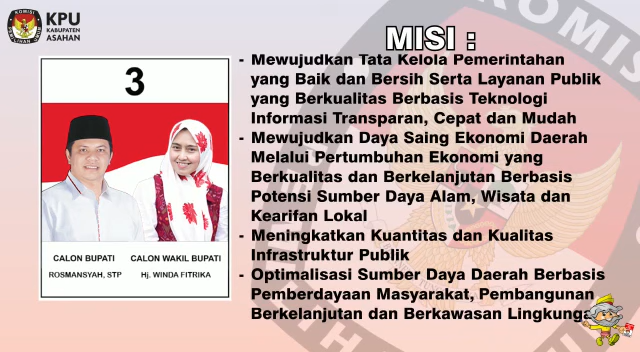 KPU
KABUPATEN
ASAHAN
MISI :
3
CALON BUPATI
CALON WAKIL BUPATI
ROSMANSYAH, STP
Hj. WINDA FITRIKA
- Mewujudkan Tata Kelola Pemerintahan
yang Baik dan Bersih Serta Layanan Publik
yang Berkualitas Berbasis Teknologi
Informasi Transparan, Cepat dan Mudah
- Mewujudkan Daya Saing Ekonomi Daerah
Melalui Pertumbuhan Ekonomi yang
Berkualitas dan Berkelanjutan Berbasis
Potensi Sumber Daya Alam, Wisata dan
Kearifan Lokal
- Meningkatkan Kuantitas dan Kualitas
Infrastruktur Publik
- Optimalisasi Sumber Daya Daerah Berbasis
Pemberdayaan Masyarakat, Pembangunan
Berkelanjutan dan Berkawasan Lingkunga